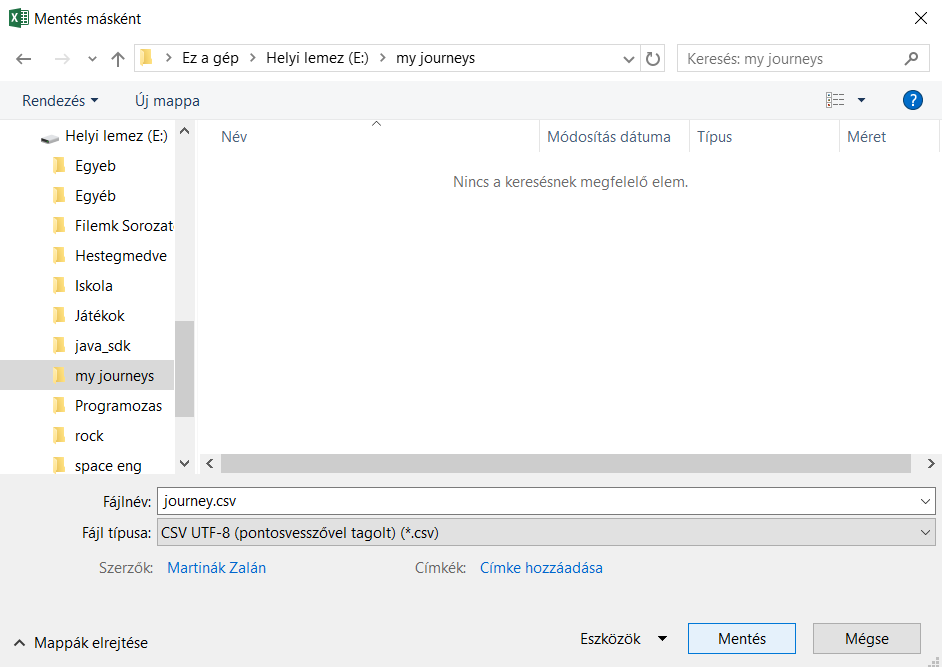 Mentés másként
Ez a gép > Helyi lemez (E:) > my journeys
Keresés: my journeys
Rendezés
Új mappa
?
Helyi lemez (E:)
Egyeb
Egyéb
Filemk Sorozat
Hestegmedve
Iskola
Játékok
java_sdk
my journeys
Programozas
rock
space eng
Név
Módosítás dátuma
Típus
Méret
Nincs a keresésnek megfelelő elem.
Fájlnév: journey.csv
Fájl típusa: CSV UTF-8 (pontosvesszővel tagolt) (*.csv)
Szerzők: Martinák Zalán
Címkék: Címke hozzáadása
Mappák elrejtése
Eszközök
Mentés
Mégse